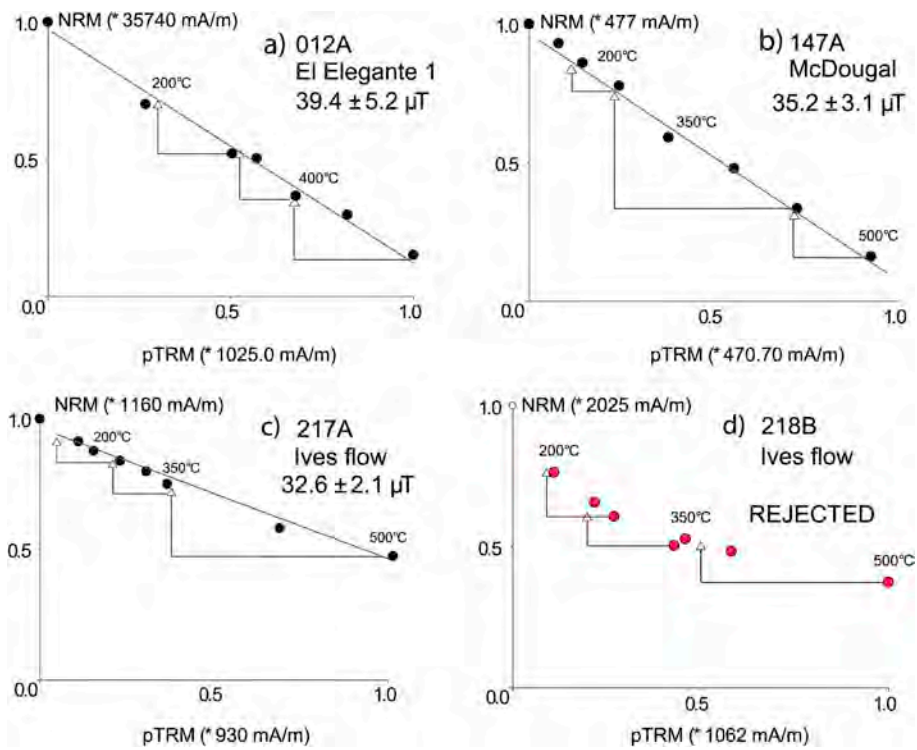 1.0
NRM (* 35740 mA/m)
a) 012A
El Elegante 1
39.4 ± 5.2 µT
200℃
0.5
400℃
0.0
0.5
1.0
pTRM (* 1025.0 mA/m)
1.0
NRM (* 477 mA/m)
b) 147A
McDougal
35.2 ± 3.1 µT
200℃
350℃
0.5
500℃
0.0
0.5
1.0
pTRM (* 470.70 mA/m)
1.0
NRM (* 1160 mA/m)
c) 217A
Ives flow
32.6 ± 2.1 µT
200℃
350℃
0.5
500℃
0.0
0.5
1.0
pTRM (* 930 mA/m)
1.0
NRM (* 2025 mA/m)
d) 218B
Ives flow
REJECTED
200℃
350℃
0.5
500℃
0.0
0.5
1.0
pTRM (* 1062 mA/m)